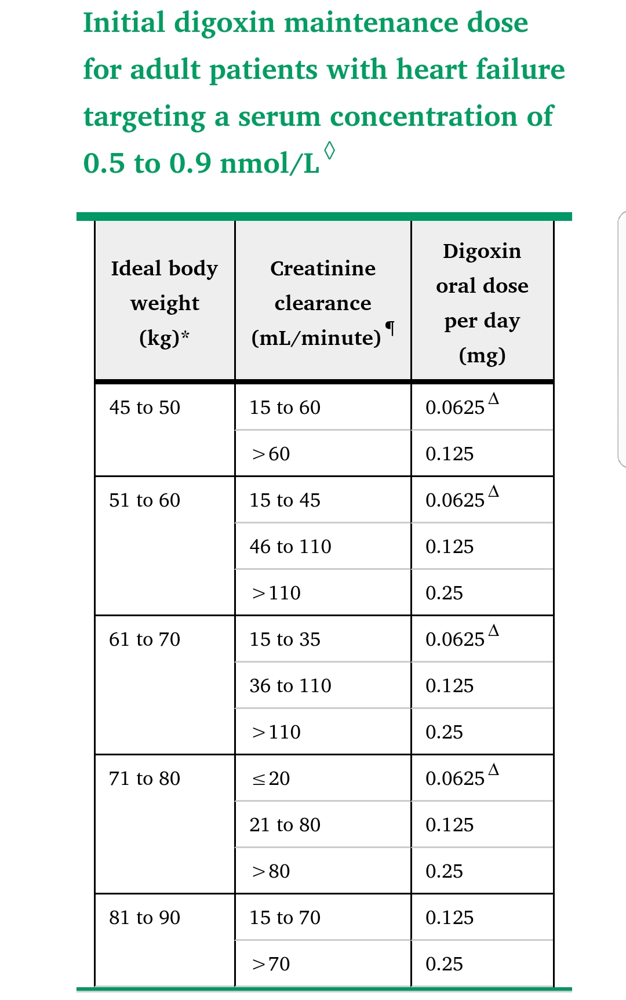 Initial digoxin maintenance dose
for adult patients with heart failure
targeting a serum concentration of
0.5 to 0.9 nmol/L ◊
Ideal body weight (kg)* Creatinine clearance (mL/minute) ¶ Digoxin oral dose per day (mg)
45 to 50 15 to 60 0.0625 Δ
>60 0.125
51 to 60 15 to 45 0.0625 Δ
46 to 110 0.125
>110 0.25
61 to 70 15 to 35 0.0625 Δ
36 to 110 0.125
>110 0.25
71 to 80 ≤20 0.0625 Δ
21 to 80 0.125
>80 0.25
81 to 90 15 to 70 0.125
>70 0.25